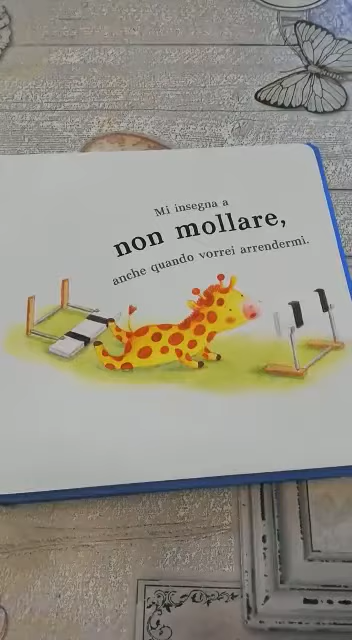 Mi insegna a
non mollare,
anche quando vorrei arrendermi.